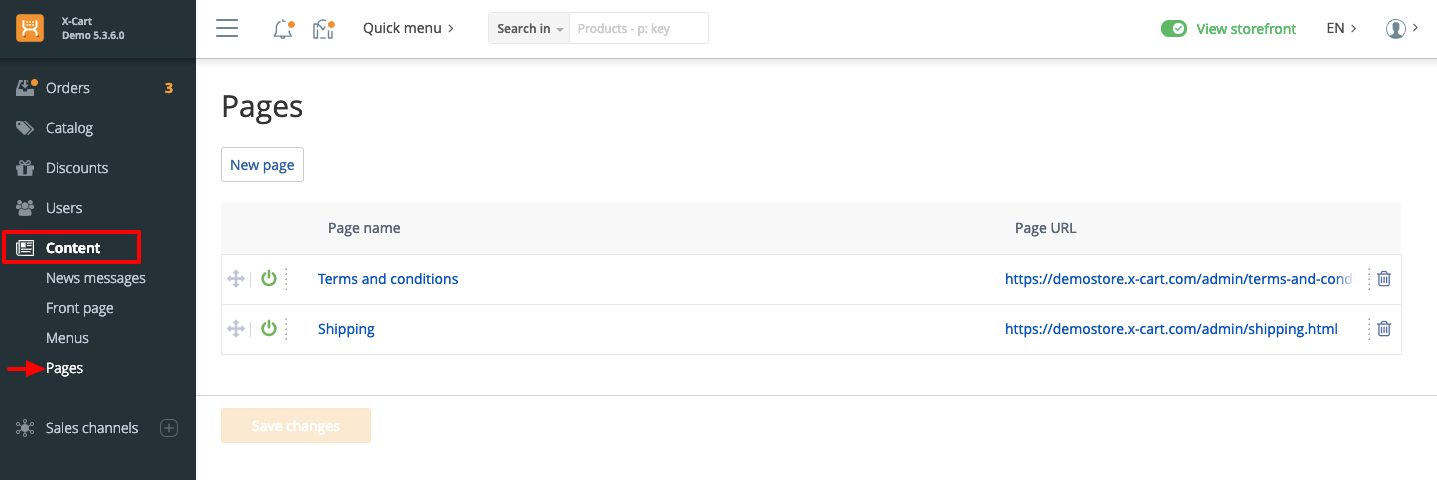 X-Cart
Demo 5.3.6.0
Quick menu
Search in
Products - p: key
View storefront
EN
Orders 3
Catalog
Discounts
Users
Content
News messages
Front page
Menus
Pages
Sales channels
Pages
New page
Page name Page URL
Terms and conditions https://demostore.x-cart.com/admin/terms-and-cond
Shipping https://demostore.x-cart.com/admin/shipping.html
Save changes